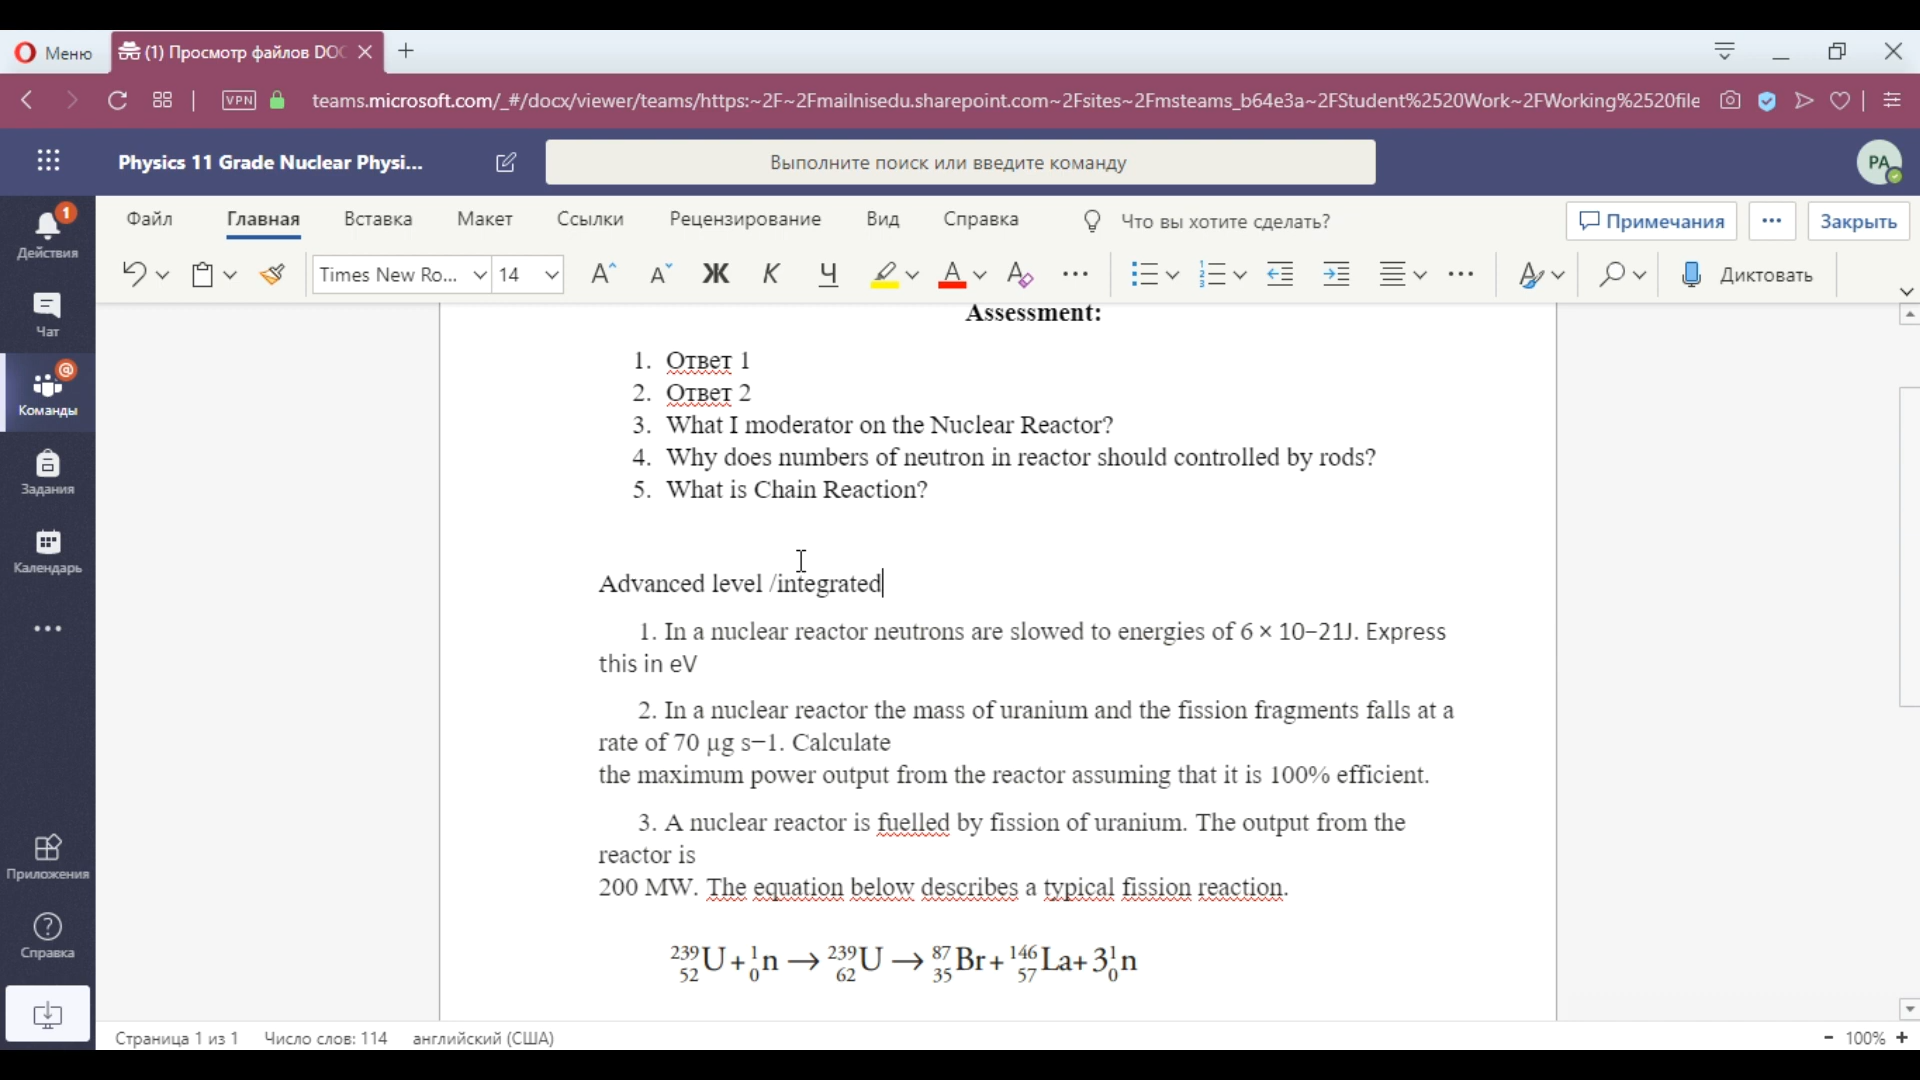 Меню
(1) Просмотр файлов DOC
VPN
teams.microsoft.com/_#/docx/viewer/teams/https:~2F~2Fmailnisedu.sharepoint.com~2Fsites~2Fmsteams_b64e3a~2FStudent%2520Work~2FWorking%2520file
Physics 11 Grade Nuclear Physi...
Выполните поиск или введите команду
PA
Файл Главная Вставка Макет Ссылки Рецензирование Вид Справка Что вы хотите сделать? Примечания Закрыть
Times New Ro... 14 Ж К Ч Диктовать
1
Действия
Чат
@
Команды
Задания
Календарь
Приложения
Справка
Assessment:
1. Ответ 1
2. Ответ 2
3. What I moderator on the Nuclear Reactor?
4. Why does numbers of neutron in reactor should controlled by rods?
5. What is Chain Reaction?
Advanced level /integrated
1. In a nuclear reactor neutrons are slowed to energies of 6 × 10−21J. Express
this in eV
2. In a nuclear reactor the mass of uranium and the fission fragments falls at a
rate of 70 μg s−1. Calculate
the maximum power output from the reactor assuming that it is 100% efficient.
3. A nuclear reactor is fuelled by fission of uranium. The output from the
reactor is
200 MW. The equation below describes a typical fission reaction.
²³⁹₅₂U + ¹₀n → ²³⁹₆₂U → ⁸⁷₃₅Br + ¹⁴⁶₅₇La + 3¹₀n
Страница 1 из 1 Число слов: 114 английский (США) − 100% +